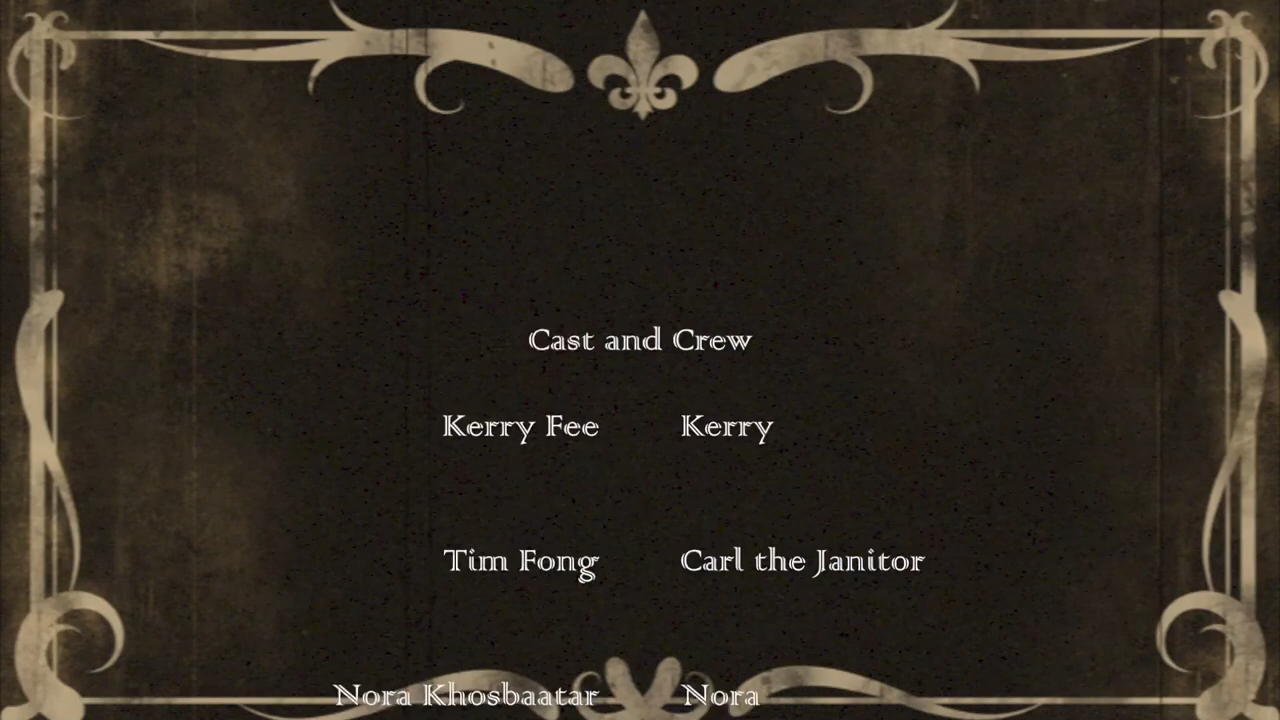 Cast and Crew
Kerry Fee Kerry
Tim Fong Carl the Janitor
Nora Khosbaatar Nora